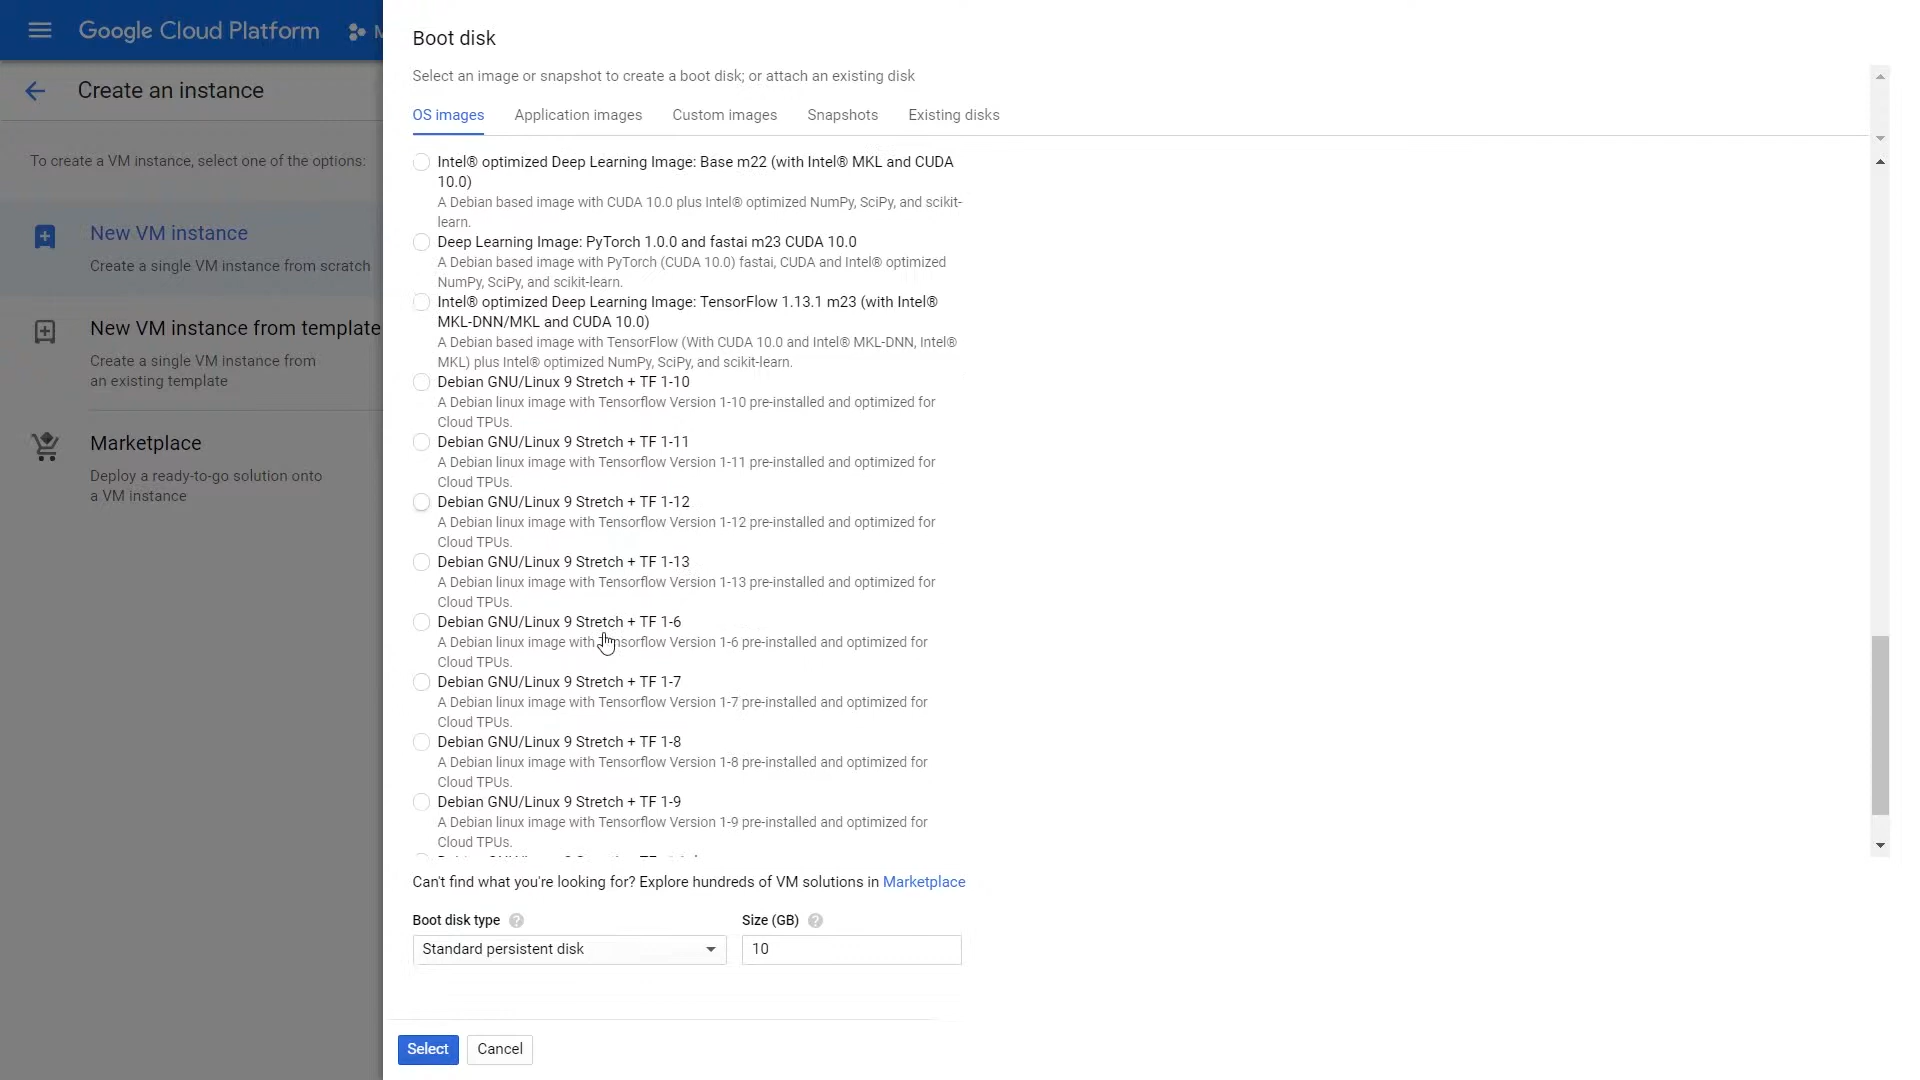 Google Cloud Platform
M
Create an instance
To create a VM instance, select one of the options:
New VM instance
Create a single VM instance from scratch
New VM instance from template
Create a single VM instance from
an existing template
Marketplace
Deploy a ready-to-go solution onto
a VM instance
Boot disk
Select an image or snapshot to create a boot disk; or attach an existing disk
OS images Application images Custom images Snapshots Existing disks
Intel® optimized Deep Learning Image: Base m22 (with Intel® MKL and CUDA
10.0)
A Debian based image with CUDA 10.0 plus Intel® optimized NumPy, SciPy, and scikit-
learn.
Deep Learning Image: PyTorch 1.0.0 and fastai m23 CUDA 10.0
A Debian based image with PyTorch (CUDA 10.0) fastai, CUDA and Intel® optimized
NumPy, SciPy, and scikit-learn.
Intel® optimized Deep Learning Image: TensorFlow 1.13.1 m23 (with Intel®
MKL-DNN/MKL and CUDA 10.0)
A Debian based image with TensorFlow (With CUDA 10.0 and Intel® MKL-DNN, Intel®
MKL) plus Intel® optimized NumPy, SciPy, and scikit-learn.
Debian GNU/Linux 9 Stretch + TF 1-10
A Debian linux image with Tensorflow Version 1-10 pre-installed and optimized for
Cloud TPUs.
Debian GNU/Linux 9 Stretch + TF 1-11
A Debian linux image with Tensorflow Version 1-11 pre-installed and optimized for
Cloud TPUs.
Debian GNU/Linux 9 Stretch + TF 1-12
A Debian linux image with Tensorflow Version 1-12 pre-installed and optimized for
Cloud TPUs.
Debian GNU/Linux 9 Stretch + TF 1-13
A Debian linux image with Tensorflow Version 1-13 pre-installed and optimized for
Cloud TPUs.
Debian GNU/Linux 9 Stretch + TF 1-6
A Debian linux image with Tensorflow Version 1-6 pre-installed and optimized for
Cloud TPUs.
Debian GNU/Linux 9 Stretch + TF 1-7
A Debian linux image with Tensorflow Version 1-7 pre-installed and optimized for
Cloud TPUs.
Debian GNU/Linux 9 Stretch + TF 1-8
A Debian linux image with Tensorflow Version 1-8 pre-installed and optimized for
Cloud TPUs.
Debian GNU/Linux 9 Stretch + TF 1-9
A Debian linux image with Tensorflow Version 1-9 pre-installed and optimized for
Cloud TPUs.
Can't find what you're looking for? Explore hundreds of VM solutions in Marketplace
Boot disk type ? Size (GB) ?
Standard persistent disk 10
Select Cancel